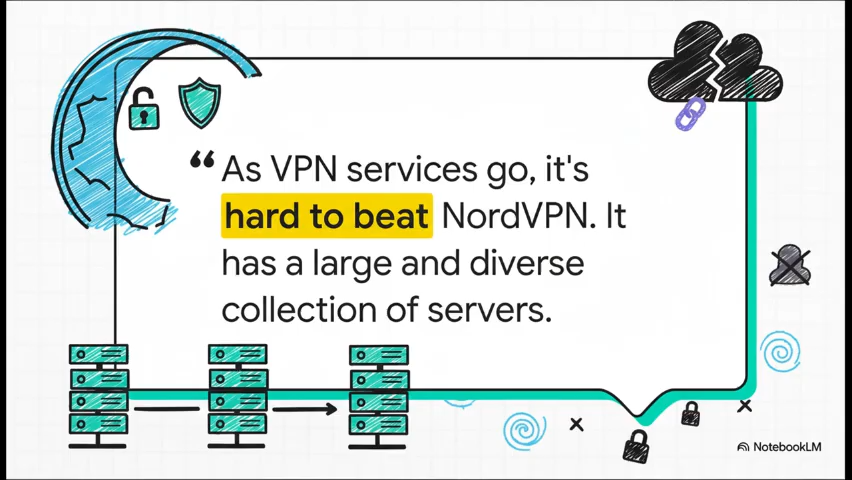 “ As VPN services go, it's
hard to beat NordVPN. It
has a large and diverse
collection of servers.
NotebookLM